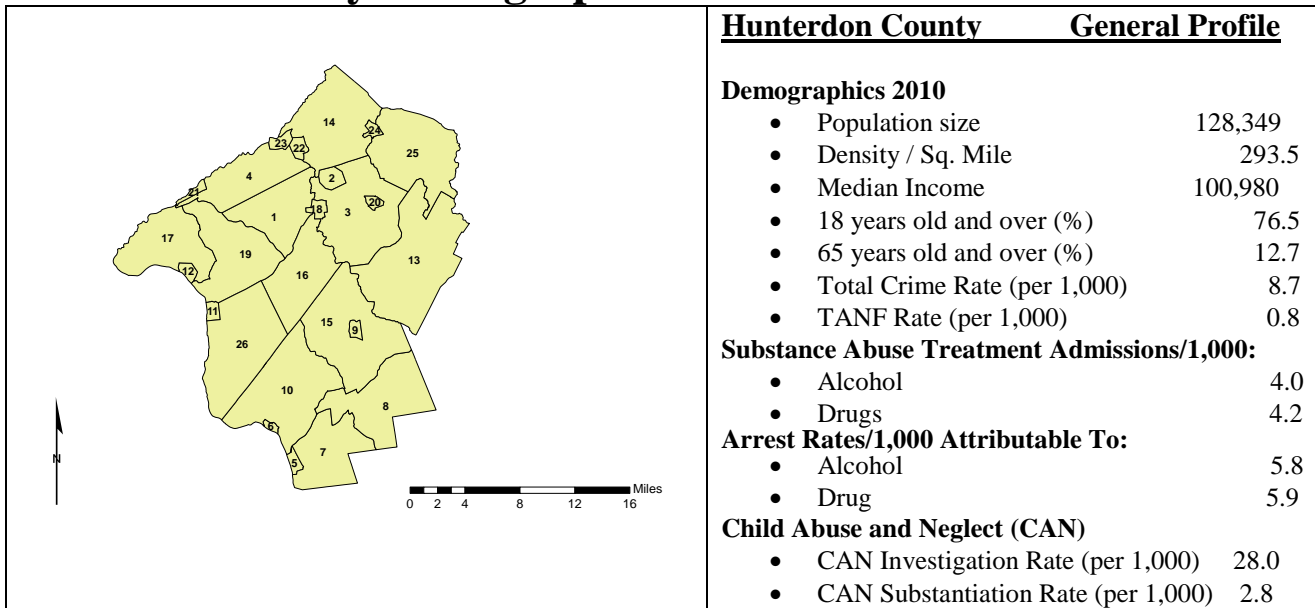 Hunterdon County General Profile
14
24
23
22
25
4
2
21
20
18
3
1
17
19
13
12
16
11
15
9
26
10
8
6
7
5
N
Miles
0 2 4 8 12 16
Demographics 2010
• Population size 128,349
• Density / Sq. Mile 293.5
• Median Income 100,980
• 18 years old and over (%) 76.5
• 65 years old and over (%) 12.7
• Total Crime Rate (per 1,000) 8.7
• TANF Rate (per 1,000) 0.8
Substance Abuse Treatment Admissions/1,000:
• Alcohol 4.0
• Drugs 4.2
Arrest Rates/1,000 Attributable To:
• Alcohol 5.8
• Drug 5.9
Child Abuse and Neglect (CAN)
• CAN Investigation Rate (per 1,000) 28.0
• CAN Substantiation Rate (per 1,000) 2.8